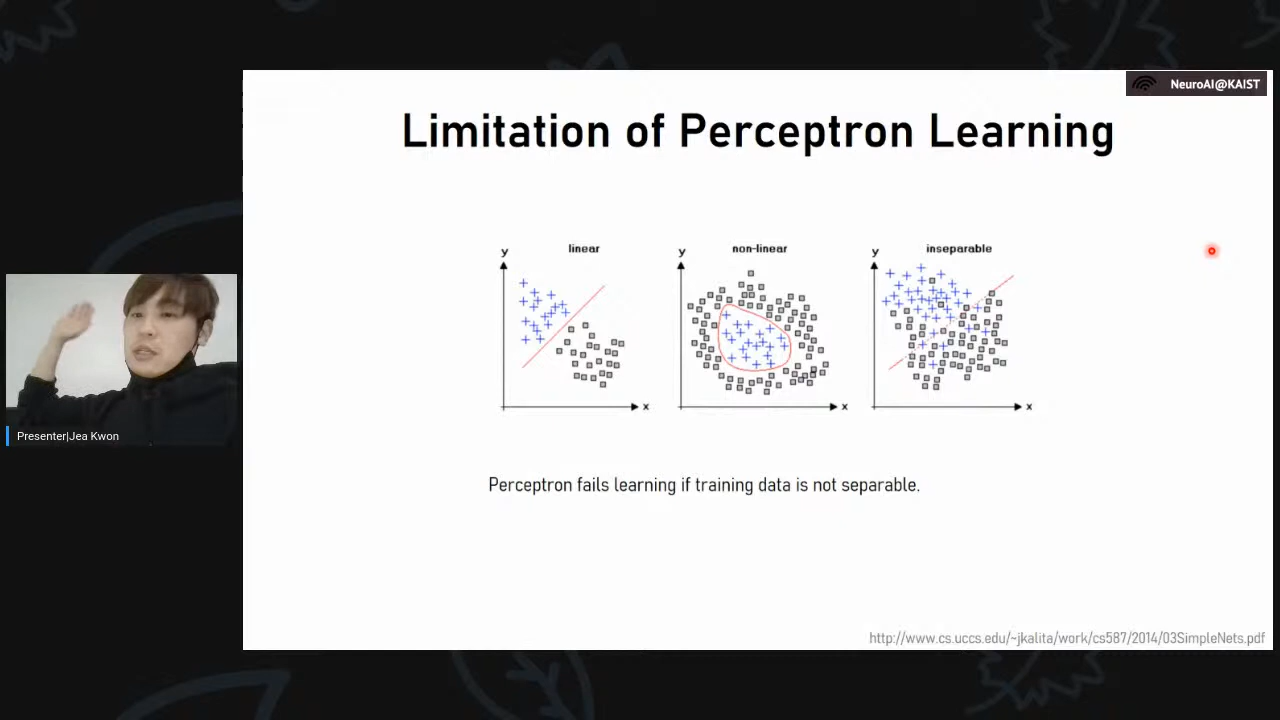 NeuroAI@KAIST
Limitation of Perceptron Learning
linear
non-linear
inseparable
y
y
y
x
x
x
Presenter|Jea Kwon
Perceptron fails learning if training data is not separable.
http://www.cs.uccs.edu/~jkalita/work/cs587/2014/03SimpleNets.pdf